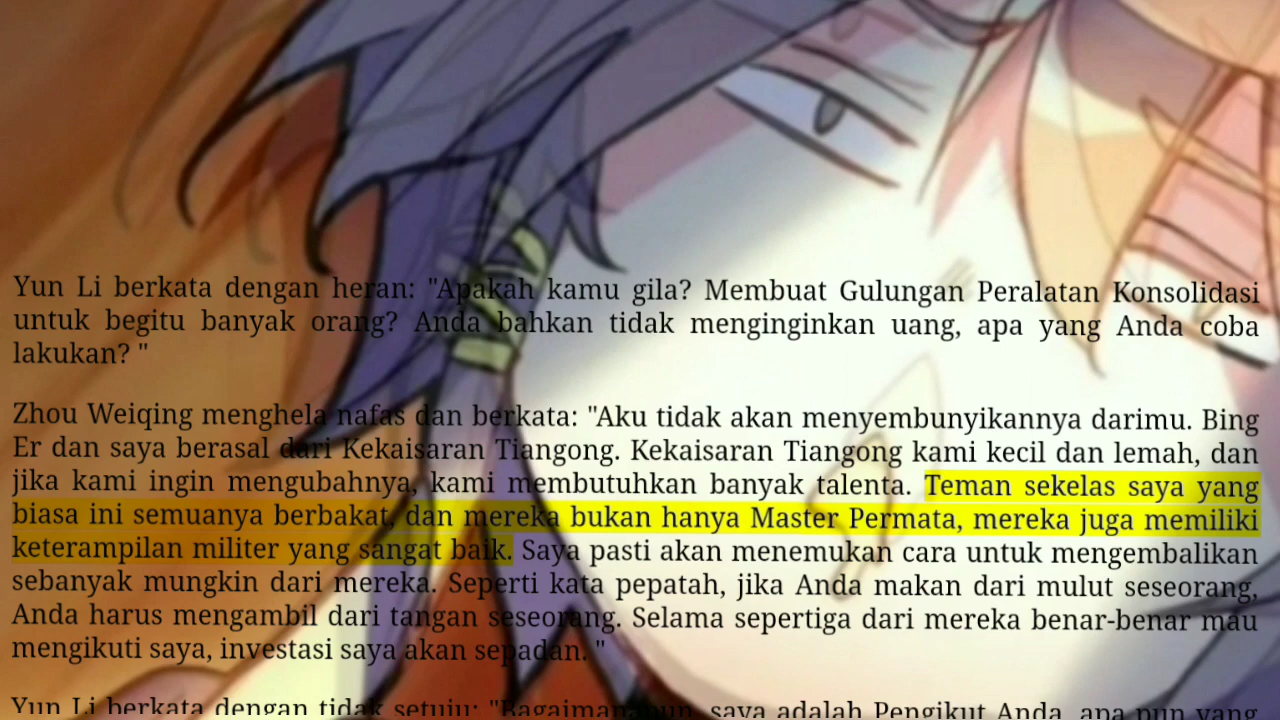 Yun Li berkata dengan heran: "Apakah kamu gila? Membuat Gulungan Peralatan Konsolidasi
untuk begitu banyak orang? Anda bahkan tidak menginginkan uang, apa yang Anda coba
lakukan? "
Zhou Weiqing menghela nafas dan berkata: "Aku tidak akan menyembunyikannya darimu. Bing
Er dan saya berasal dari Kekaisaran Tiangong. Kekaisaran Tiangong kami kecil dan lemah, dan
jika kami ingin mengubahnya, kami membutuhkan banyak talenta. Teman sekelas saya yang
biasa ini semuanya berbakat, dan mereka bukan hanya Master Permata, mereka juga memiliki
keterampilan militer yang sangat baik. Saya pasti akan menemukan cara untuk mengembalikan
sebanyak mungkin dari mereka. Seperti kata pepatah, jika Anda makan dari mulut seseorang,
Anda harus mengambil dari tangan seseorang. Selama sepertiga dari mereka benar-benar mau
mengikuti saya, investasi saya akan sepadan. "
Yun Li berkata dengan tidak setuju: "Bagaimanapun, saya adalah Pengikut Anda, apa pun yang